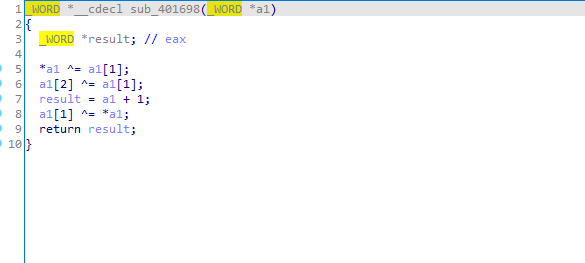 1 _WORD *__cdecl sub_401698(_WORD *a1)
2 {
3 _WORD *result; // eax
4
5 *a1 ^= a1[1];
6 a1[2] ^= a1[1];
7 result = a1 + 1;
8 a1[1] ^= *a1;
9 return result;
10 }